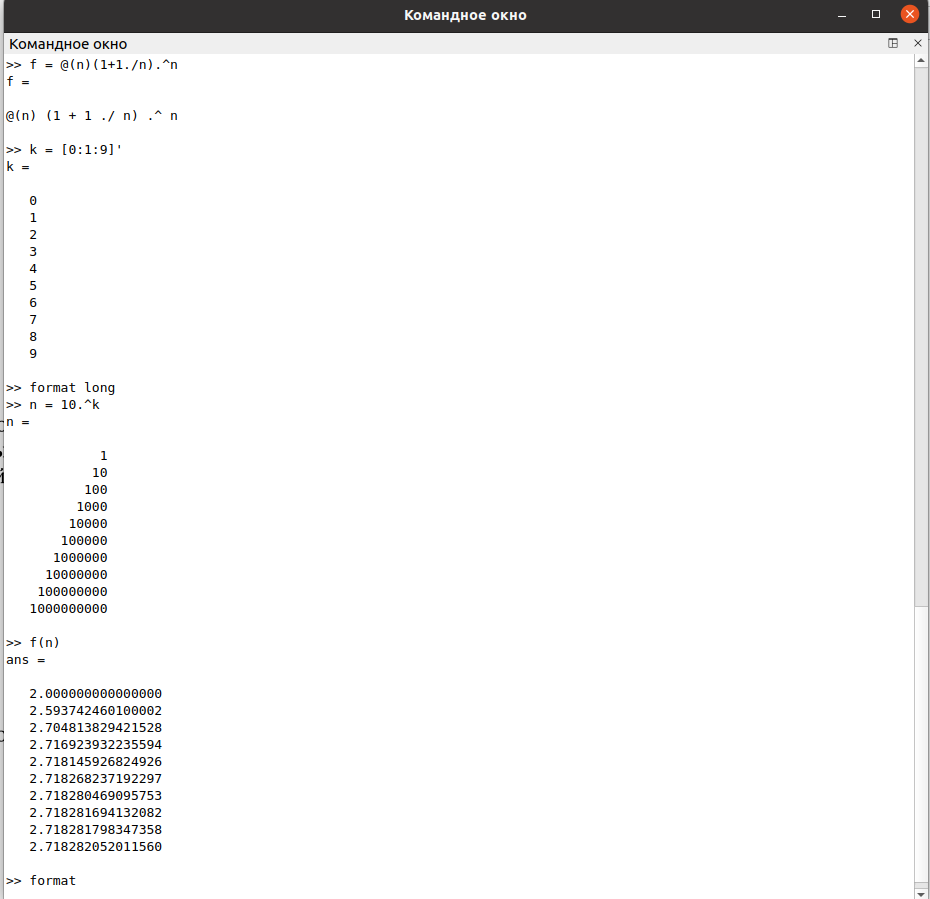 Командное окно
Командное окно
>> f = @(n)(1+1./n).^n
f =
@(n) (1 + 1 ./ n) .^ n
>> k = [0:1:9]'
k =
0
1
2
3
4
5
6
7
8
9
>> format long
>> n = 10.^k
n =
1
10
100
1000
10000
100000
1000000
10000000
100000000
1000000000
>> f(n)
ans =
2.000000000000000
2.593742460100002
2.704813829421528
2.716923932235594
2.718145926824926
2.718268237192297
2.718280469095753
2.718281694132082
2.718281798347358
2.718282052011560
>> format